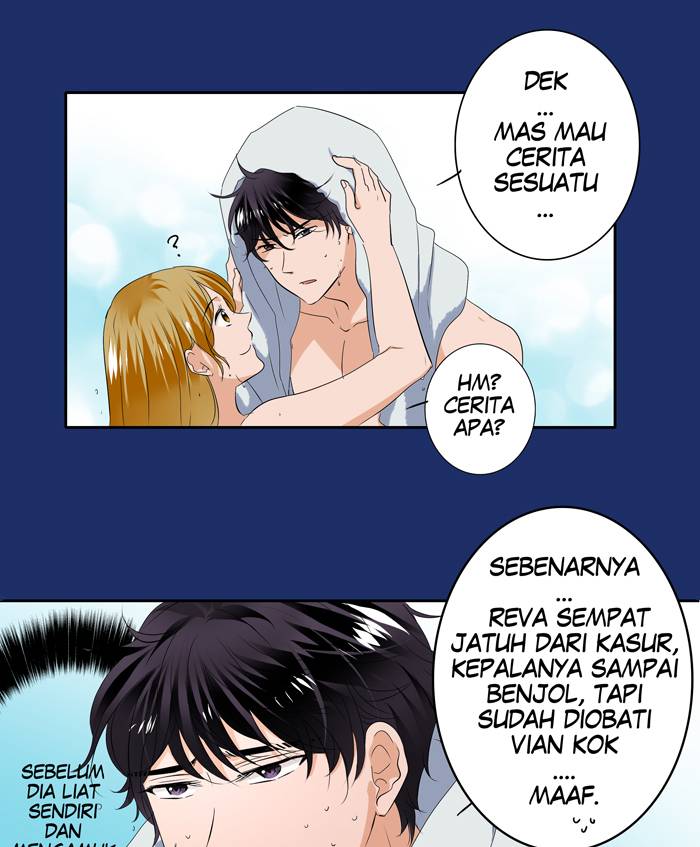 DEK
...
MAS MAU
CERITA
SESUATU
...
?
HM?
CERITA
APA?
SEBENARNYA
...
REVA SEMPAT
JATUH DARI KASUR,
KEPALANYA SAMPAI
BENJOL, TAPI
SUDAH DIOBATI
VIAN KOK
....
MAAF.
SEBELUM
DIA LIAT
SENDIRI
DAN
MENGAMUK